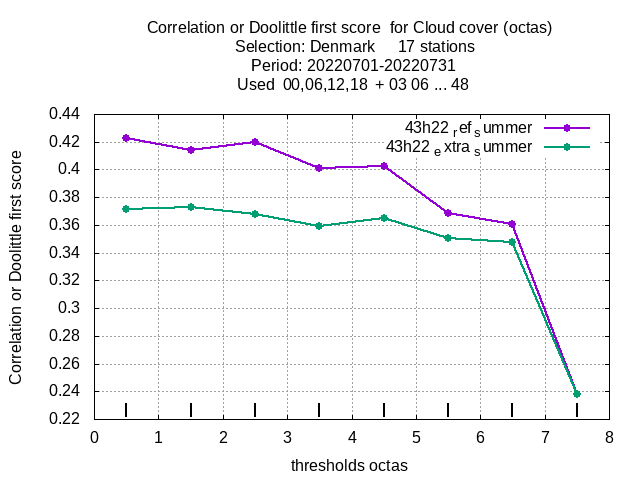 Correlation or Doolittle first score  for Cloud cover (octas)
Selection: Denmark     17 stations
Period: 20220701-20220731
Used  00,06,12,18  + 03 06 ... 48
43h22 ref summer
43h22 extra summer
Correlation or Doolittle first score
0.44
0.42
0.4
0.38
0.36
0.34
0.32
0.3
0.28
0.26
0.24
0.22
0 1 2 3 4 5 6 7 8
thresholds octas